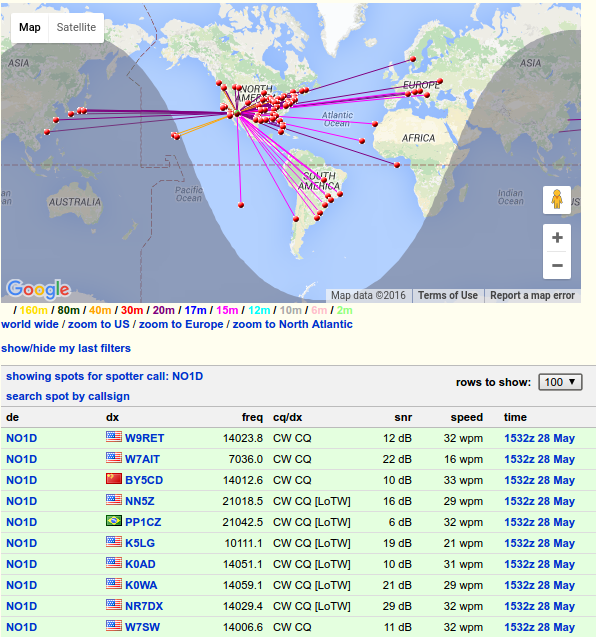 Map Satellite
ASIA
NORTH
AMERICA
EUROPE
ASIA
Atlantic
Ocean
AFRICA
5
SOUTH
AMERICA
Pacific
Ocean
AUSTRALIA
Indian
Ocean
AUS
an
ean
Google
Map data ©2016 Terms of Use Report a map error
/ 160m / 80m / 40m / 30m / 20m / 17m / 15m / 12m / 10m / 6m / 2m
world wide / zoom to US / zoom to Europe / zoom to North Atlantic
show/hide my last filters
showing spots for spotter call: NO1D
search spot by callsign
rows to show: 100 ▼
de dx freq cq/dx snr speed time
NO1D W9RET 14023.8 CW CQ 12 dB 32 wpm 1532z 28 May
NO1D W7AIT 7036.0 CW CQ 22 dB 16 wpm 1532z 28 May
NO1D BY5CD 14012.6 CW CQ 10 dB 33 wpm 1532z 28 May
NO1D NN5Z 21018.5 CW CQ [LoTW] 16 dB 29 wpm 1532z 28 May
NO1D PP1CZ 21042.5 CW CQ [LoTW] 6 dB 32 wpm 1532z 28 May
NO1D K5LG 10111.1 CW CQ [LoTW] 19 dB 21 wpm 1532z 28 May
NO1D K0AD 14051.1 CW CQ [LoTW] 10 dB 31 wpm 1532z 28 May
NO1D K0WA 14059.1 CW CQ [LoTW] 21 dB 29 wpm 1532z 28 May
NO1D NR7DX 14029.4 CW CQ [LoTW] 29 dB 32 wpm 1532z 28 May
NO1D W7SW 14006.6 CW CQ 11 dB 32 wpm 1532z 28 May